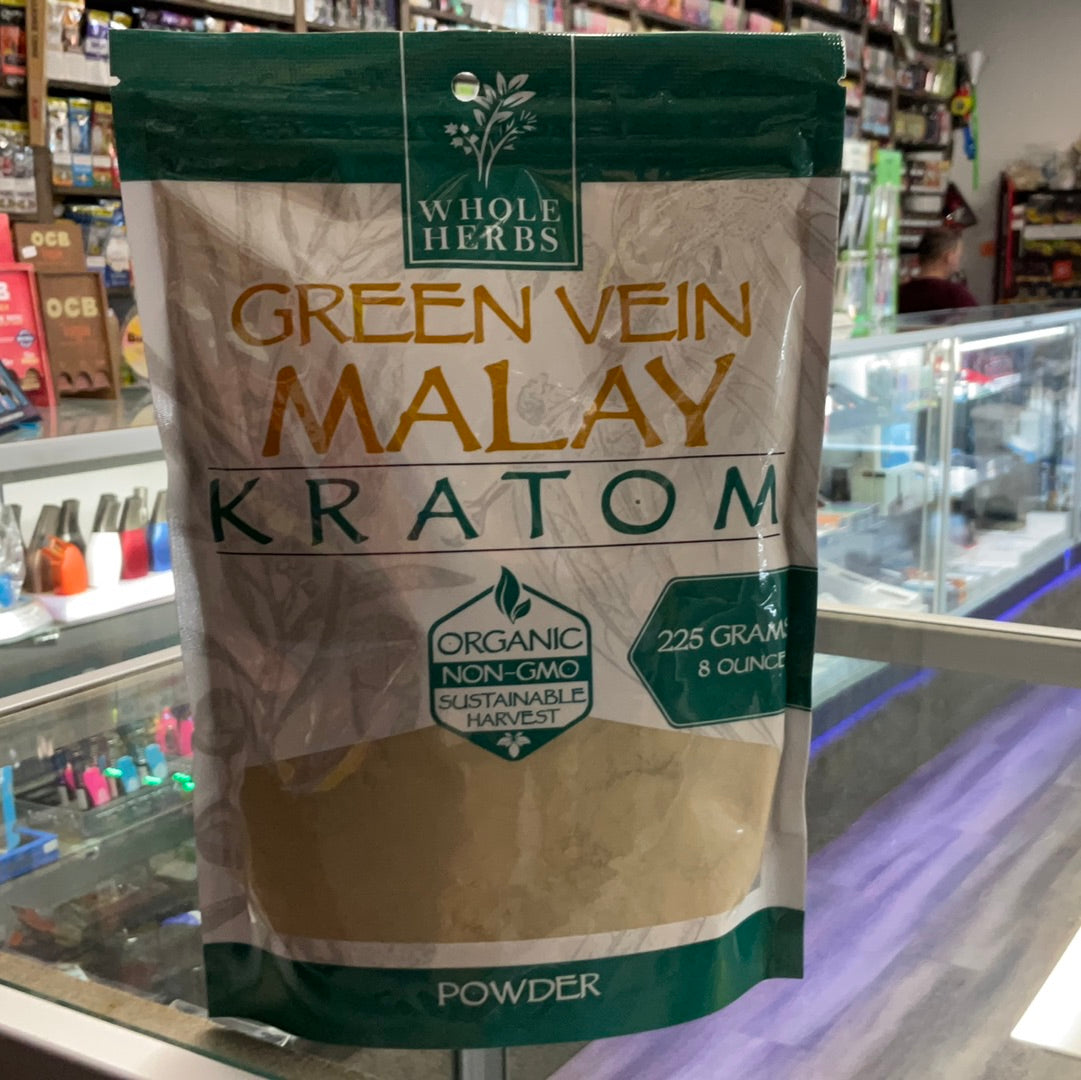 WHOLE
HERBS
GREEN VEIN
MALAY
KRATOM
ORGANIC
NON-GMO
SUSTAINABLE
HARVEST
225 GRAMS
8 OUNCE
POWDER
OCB
OCB